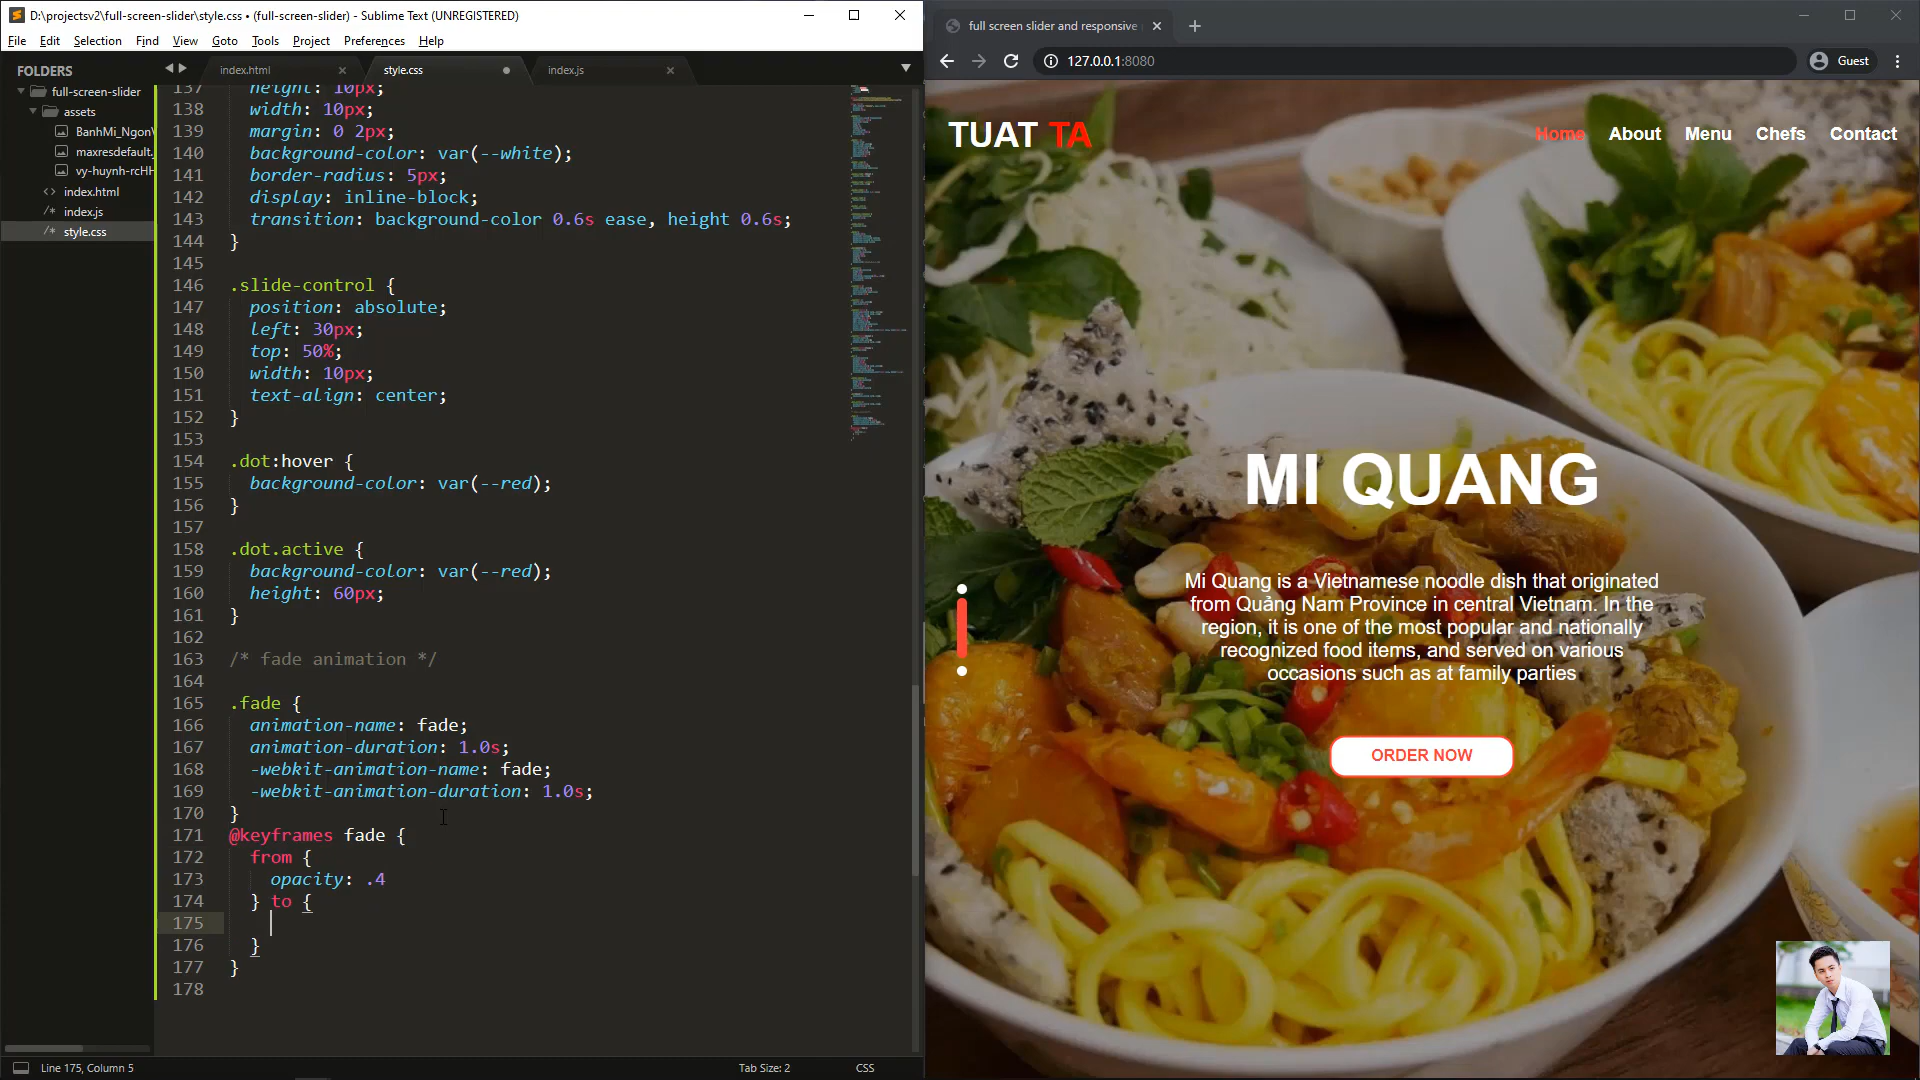 D:\projectsv2\full-screen-slider\style.css • (full-screen-slider) - Sublime Text (UNREGISTERED)
File Edit Selection Find View Goto Tools Project Preferences Help
FOLDERS
full-screen-slider
assets
BanhMi_Ngon
maxresdefault.
vy-huynh-rcHH
index.html
index.js
style.css
index.html
style.css
index.js
137 height: 10px;
138 width: 10px;
139 margin: 0 2px;
140 background-color: var(--white);
141 border-radius: 5px;
142 display: inline-block;
143 transition: background-color 0.6s ease, height 0.6s;
144 }
145
146 .slide-control {
147 position: absolute;
148 left: 30px;
149 top: 50%;
150 width: 10px;
151 text-align: center;
152 }
153
154 .dot:hover {
155 background-color: var(--red);
156 }
157
158 .dot.active {
159 background-color: var(--red);
160 height: 60px;
161 }
162
163 /* fade animation */
164
165 .fade {
166 animation-name: fade;
167 animation-duration: 1.0s;
168 -webkit-animation-name: fade;
169 -webkit-animation-duration: 1.0s;
170 }
171 @keyframes fade {
172 from {
173 opacity: .4
174 } to {
175
176 }
177 }
178
Line 175, Column 5
Tab Size: 2
CSS
full screen slider and responsive
127.0.0.1:8080
Guest
TUAT TA
Home About Menu Chefs Contact
MI QUANG
Mi Quang is a Vietnamese noodle dish that originated
from Quảng Nam Province in central Vietnam. In the
region, it is one of the most popular and nationally
recognized food items, and served on various
occasions such as at family parties
ORDER NOW